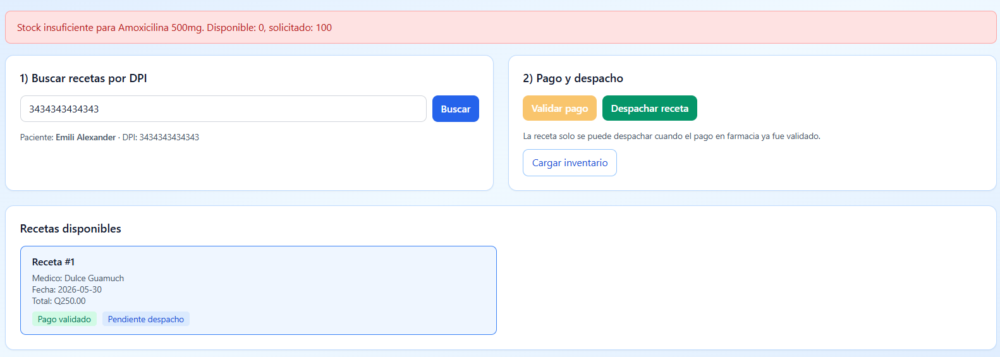 Stock insuficiente para Amoxicilina 500mg. Disponible: 0, solicitado: 100
1) Buscar recetas por DPI
3434343434343
Buscar
Paciente: Emili Alexander · DPI: 3434343434343
2) Pago y despacho
Validar pago
Despachar receta
La receta solo se puede despachar cuando el pago en farmacia ya fue validado.
Cargar inventario
Recetas disponibles
Receta #1
Medico: Dulce Guamuch
Fecha: 2026-05-30
Total: Q250.00
Pago validado
Pendiente despacho